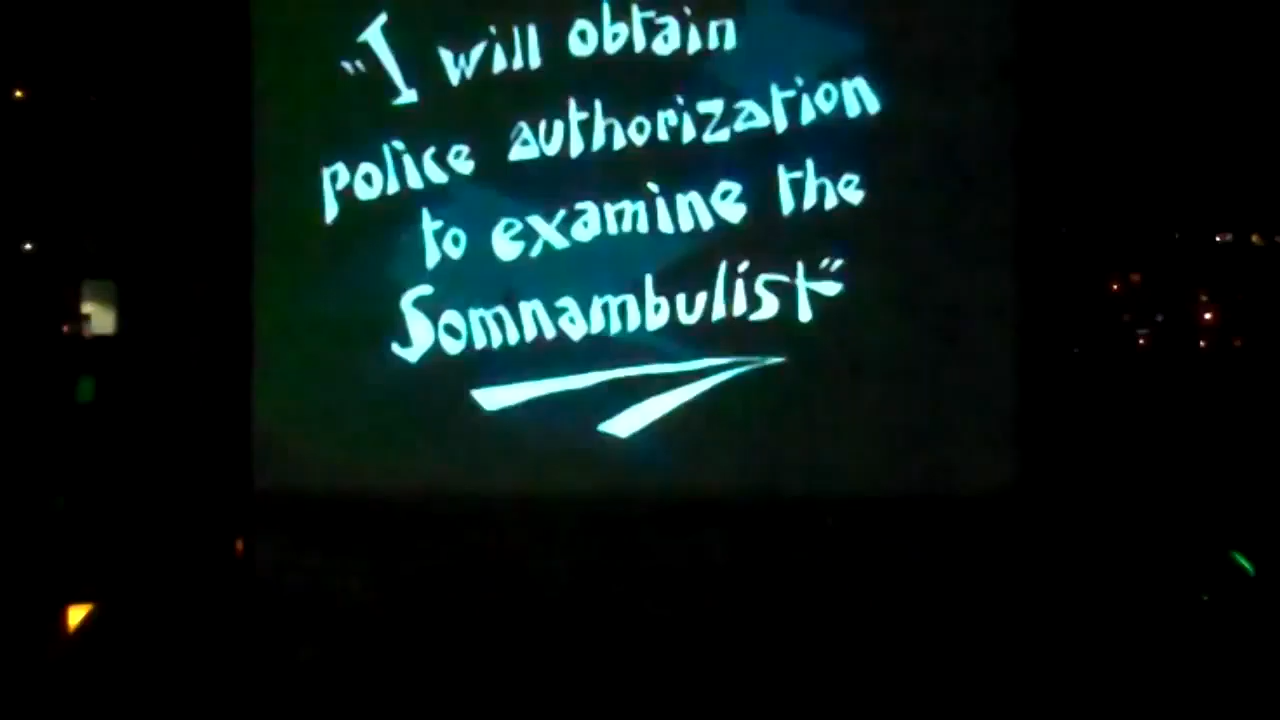 "I will obtain
police authorization
to examine the
Somnambulist"